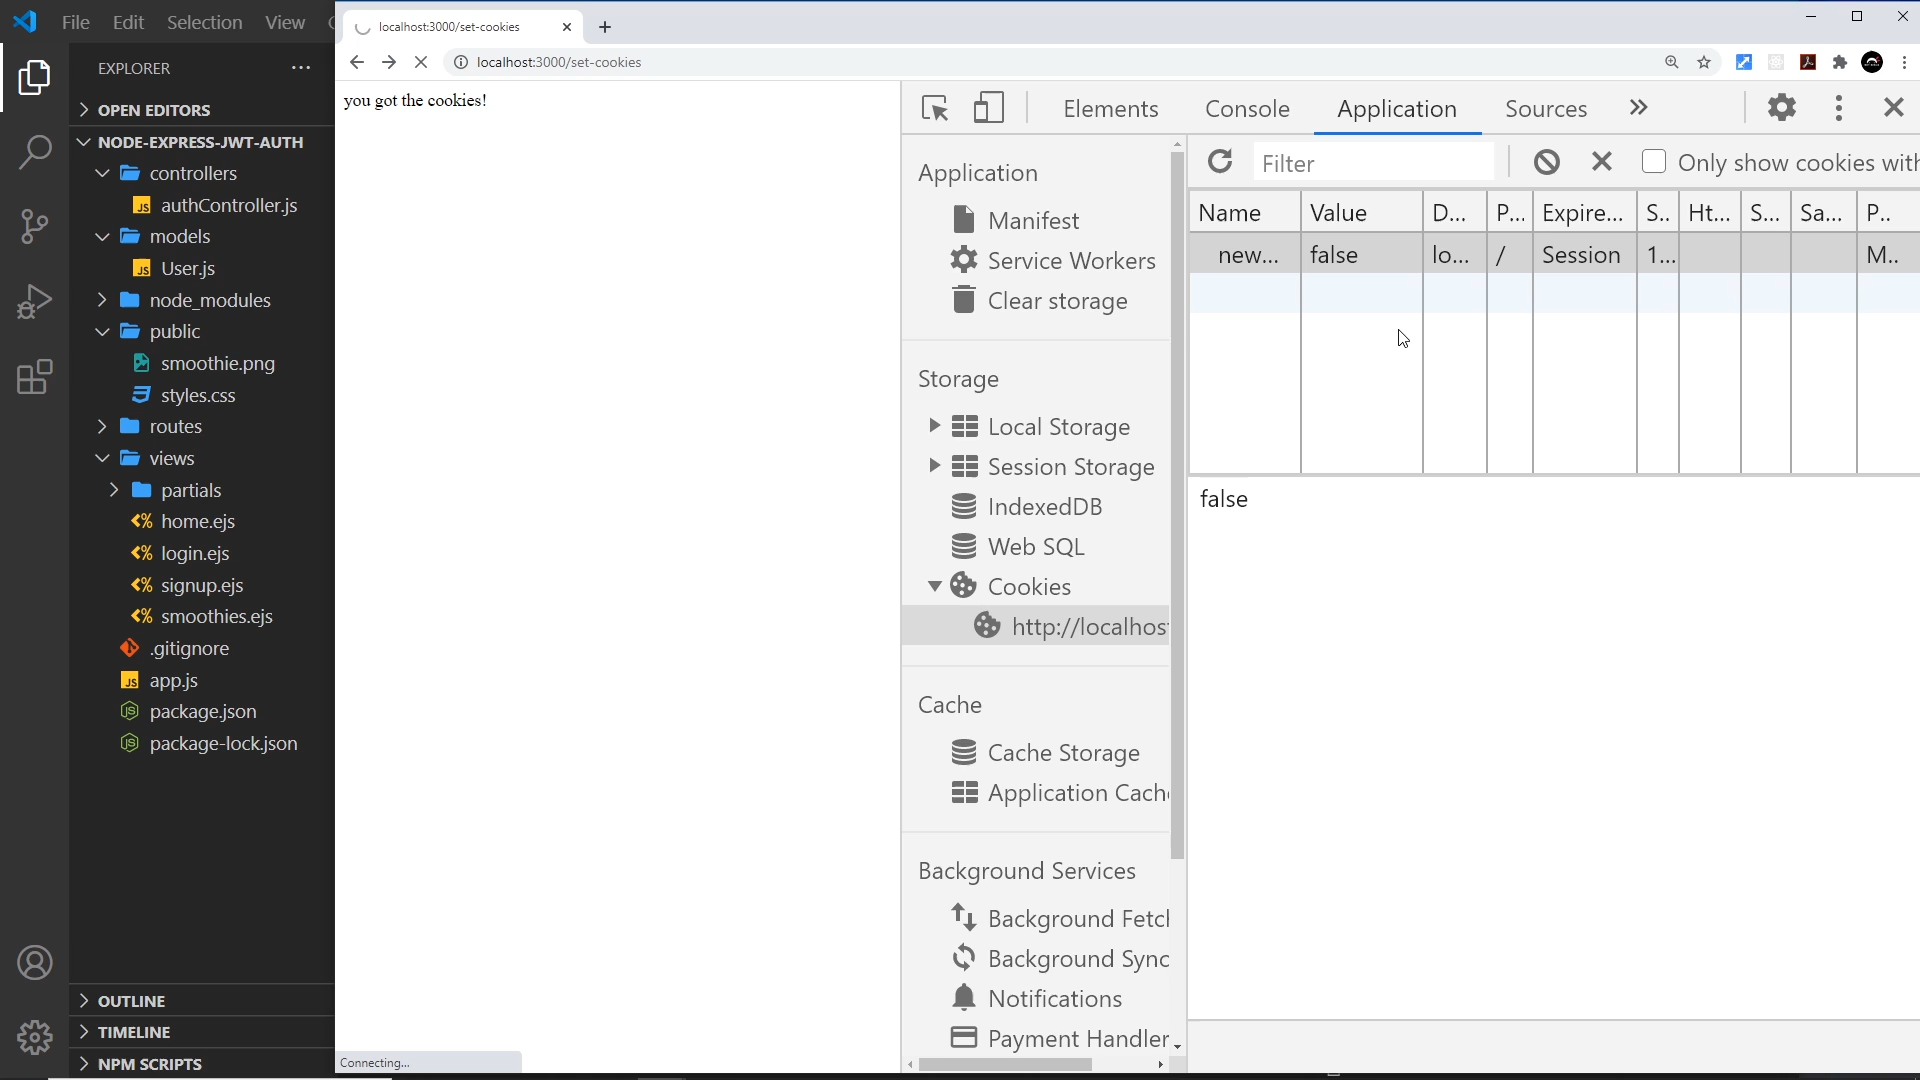 File Edit Selection View
EXPLORER
OPEN EDITORS
NODE-EXPRESS-JWT-AUTH
controllers
authController.js
models
User.js
node_modules
public
smoothie.png
styles.css
routes
views
partials
home.ejs
login.ejs
signup.ejs
smoothies.ejs
.gitignore
app.js
package.json
package-lock.json
OUTLINE
TIMELINE
NPM SCRIPTS
localhost:3000/set-cookies
localhost:3000/set-cookies
you got the cookies!
Connecting...
Elements Console Application Sources
Application
Manifest
Service Workers
Clear storage
Storage
Local Storage
Session Storage
IndexedDB
Web SQL
Cookies
http://localhost
Cache
Cache Storage
Application Cach
Background Services
Background Fetch
Background Sync
Notifications
Payment Handler
Filter Only show cookies with
Name Value D... P... Expire... S.. Ht... S... Sa... P..
new... false lo... / Session 1... M..
false